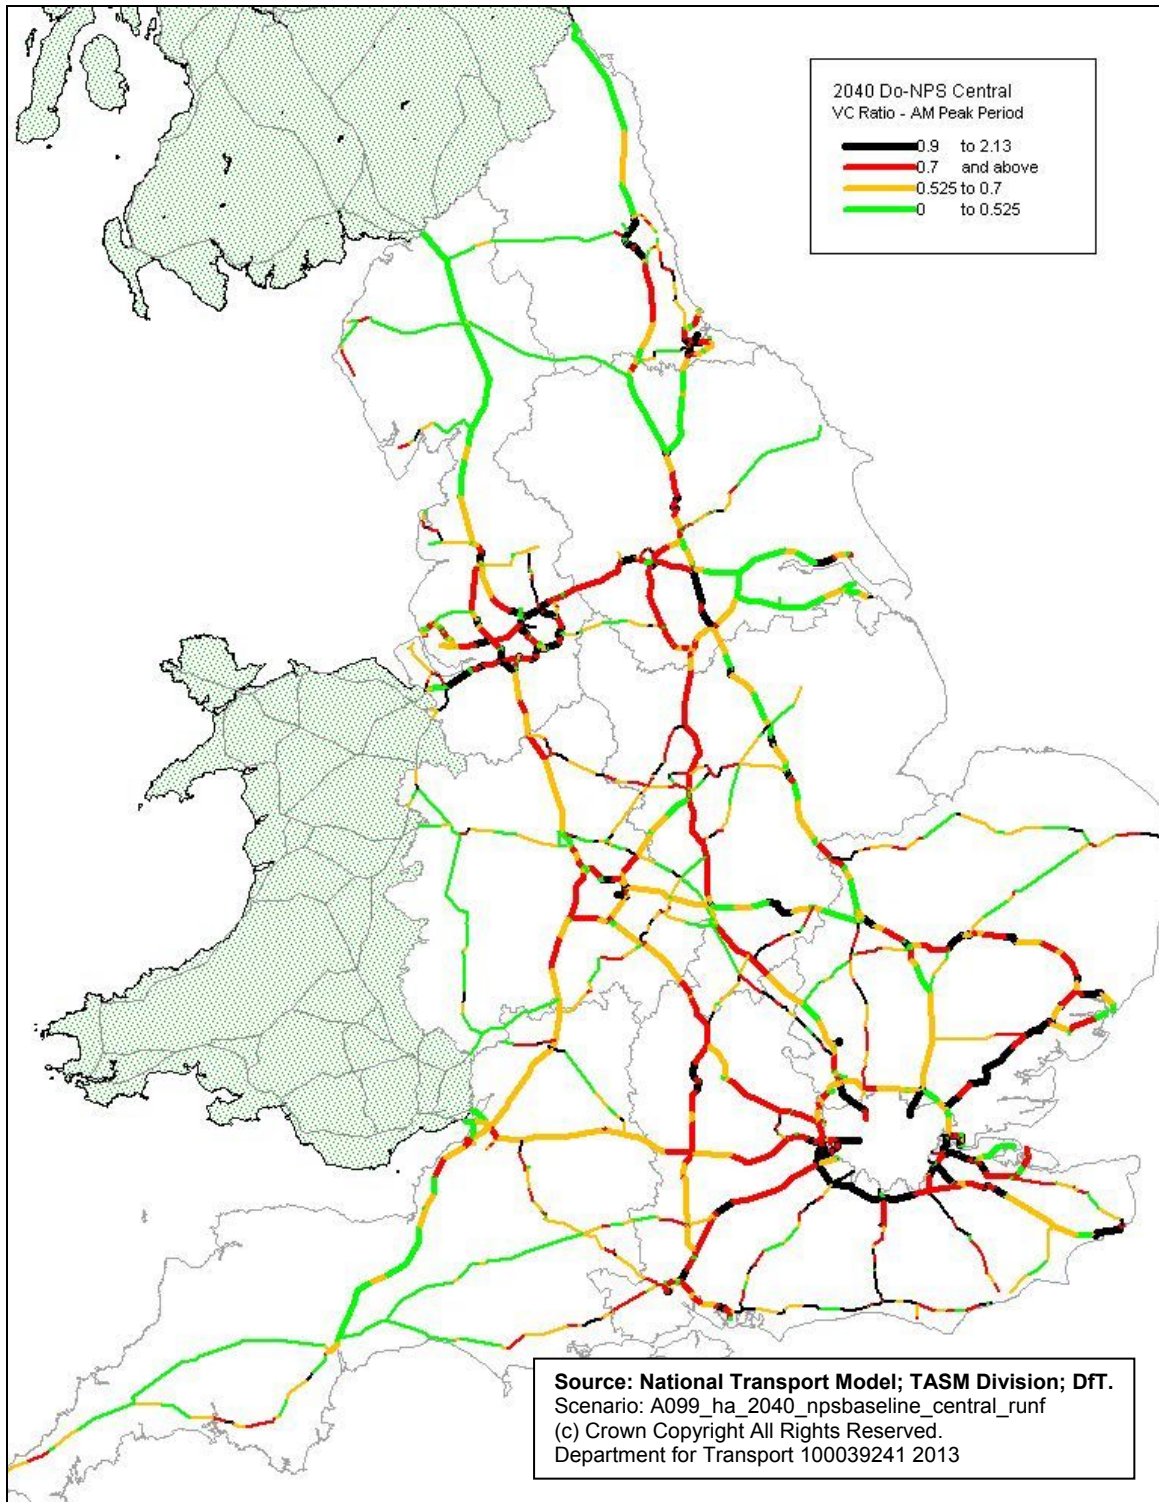 2040 Do-NPS Central
VC Ratio - AM Peak Period
0.9 to 2.13
0.7 and above
0.525 to 0.7
0 to 0.525
Source: National Transport Model; TASM Division; DfT.
Scenario: A099_ha_2040_npsbaseline_central_runf
(c) Crown Copyright All Rights Reserved.
Department for Transport 100039241 2013